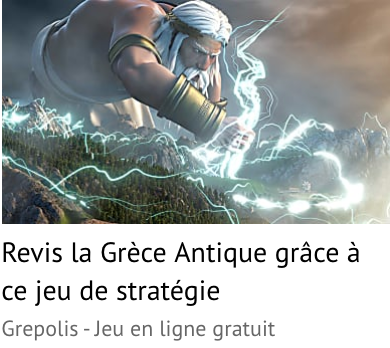 Revis la Grèce Antique grâce à
ce jeu de stratégie
Grepolis - Jeu en ligne gratuit